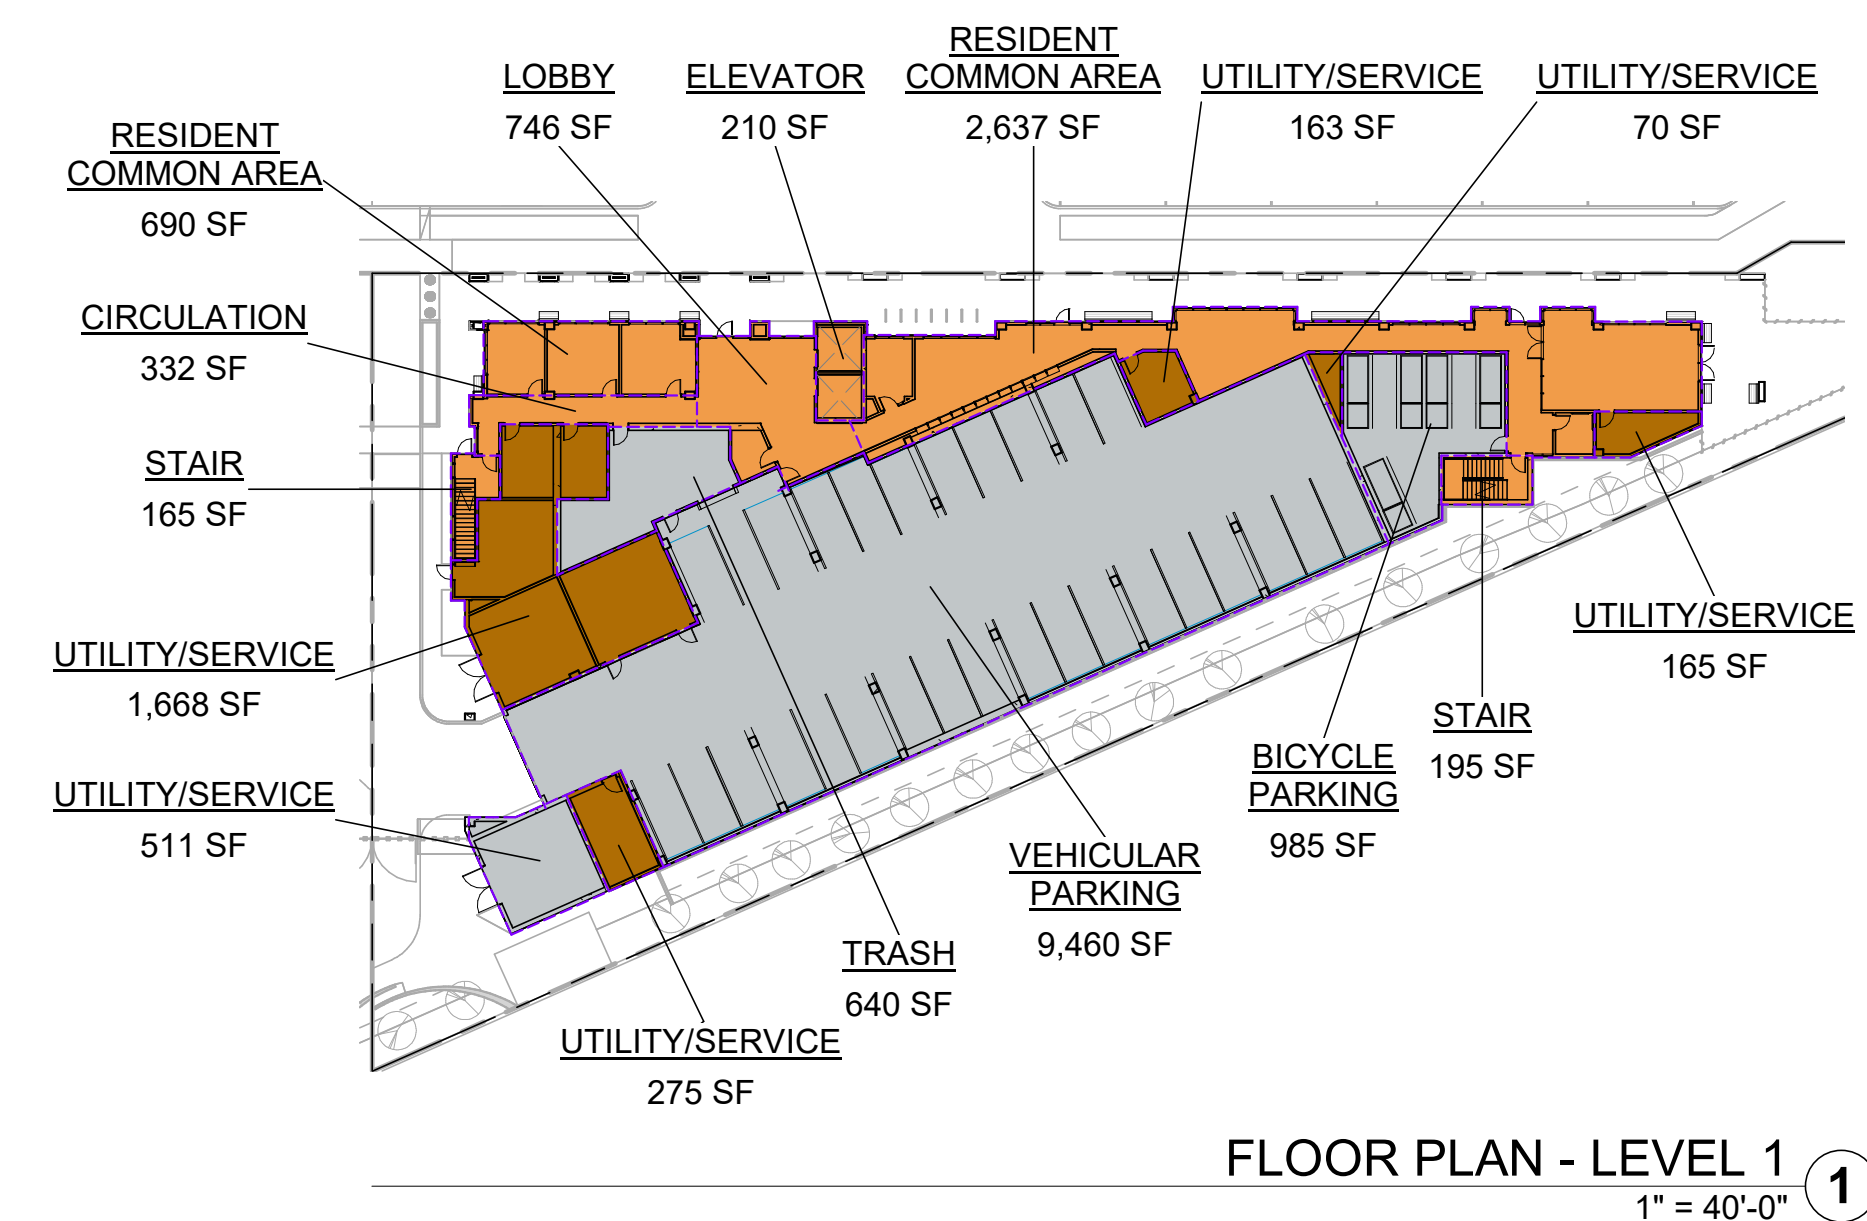 RESIDENT
COMMON AREA
2,637 SF
LOBBY
746 SF
ELEVATOR
210 SF
UTILITY/SERVICE
163 SF
UTILITY/SERVICE
70 SF
RESIDENT
COMMON AREA
690 SF
CIRCULATION
332 SF
STAIR
165 SF
UTILITY/SERVICE
1,668 SF
UTILITY/SERVICE
511 SF
UTILITY/SERVICE
165 SF
STAIR
195 SF
BICYCLE
PARKING
985 SF
VEHICULAR
PARKING
9,460 SF
TRASH
640 SF
UTILITY/SERVICE
275 SF
FLOOR PLAN - LEVEL 1
1
1" = 40'-0"